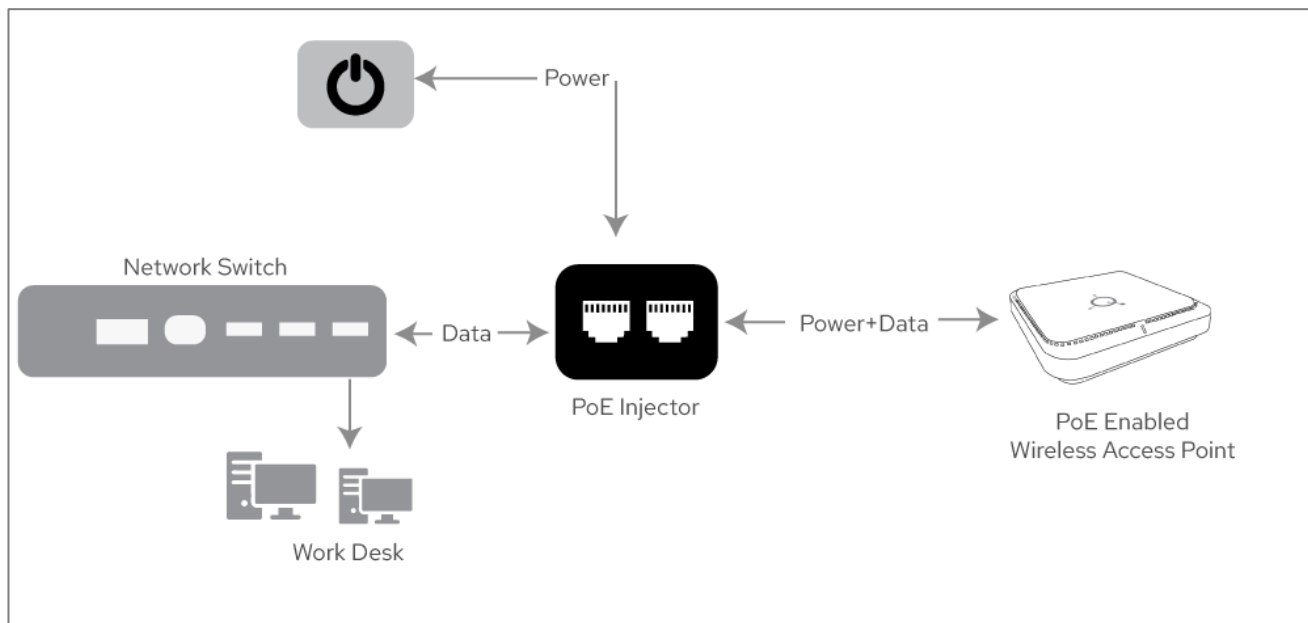 Power
Network Switch
Data
Power+Data
PoE Injector
PoE Enabled
Wireless Access Point
Work Desk